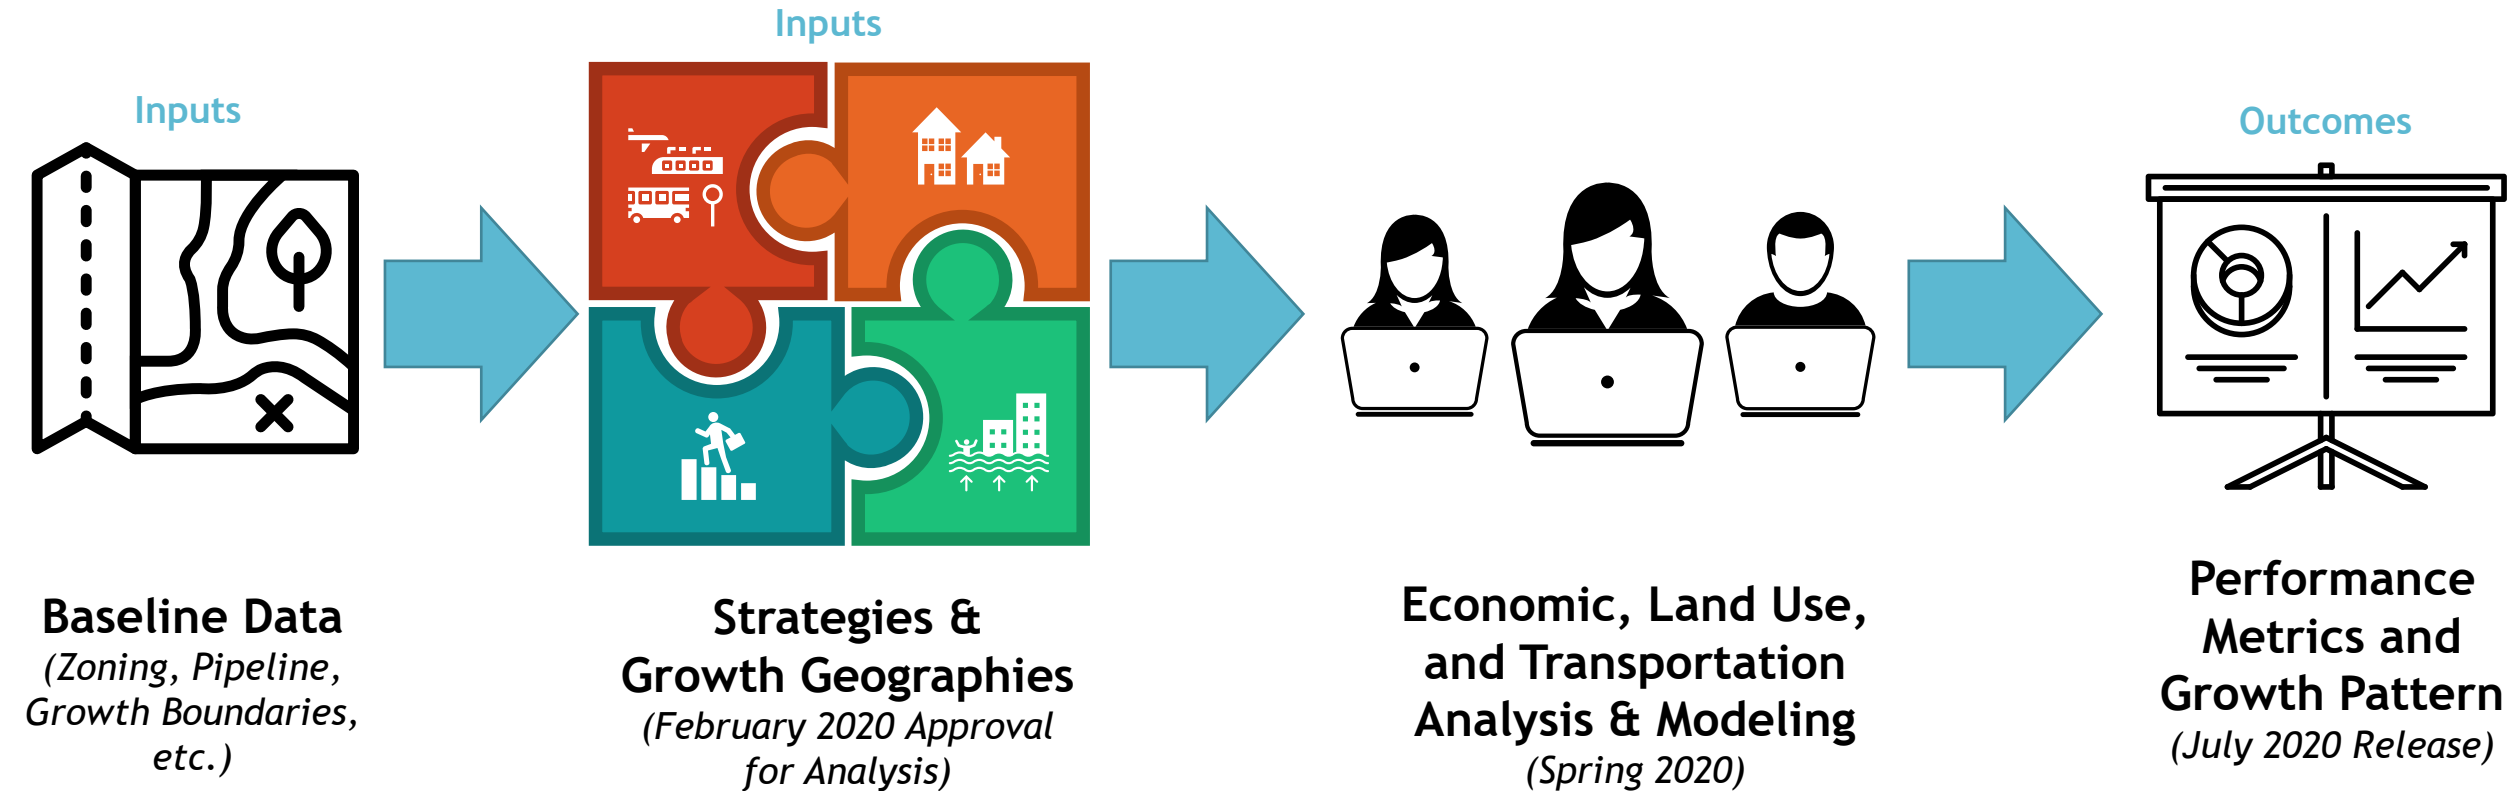 Inputs
Baseline Data
(Zoning, Pipeline,
Growth Boundaries,
etc.)
Inputs
Strategies &
Growth Geographies
(February 2020 Approval
for Analysis)
Economic, Land Use,
and Transportation
Analysis & Modeling
(Spring 2020)
Outcomes
Performance
Metrics and
Growth Pattern
(July 2020 Release)